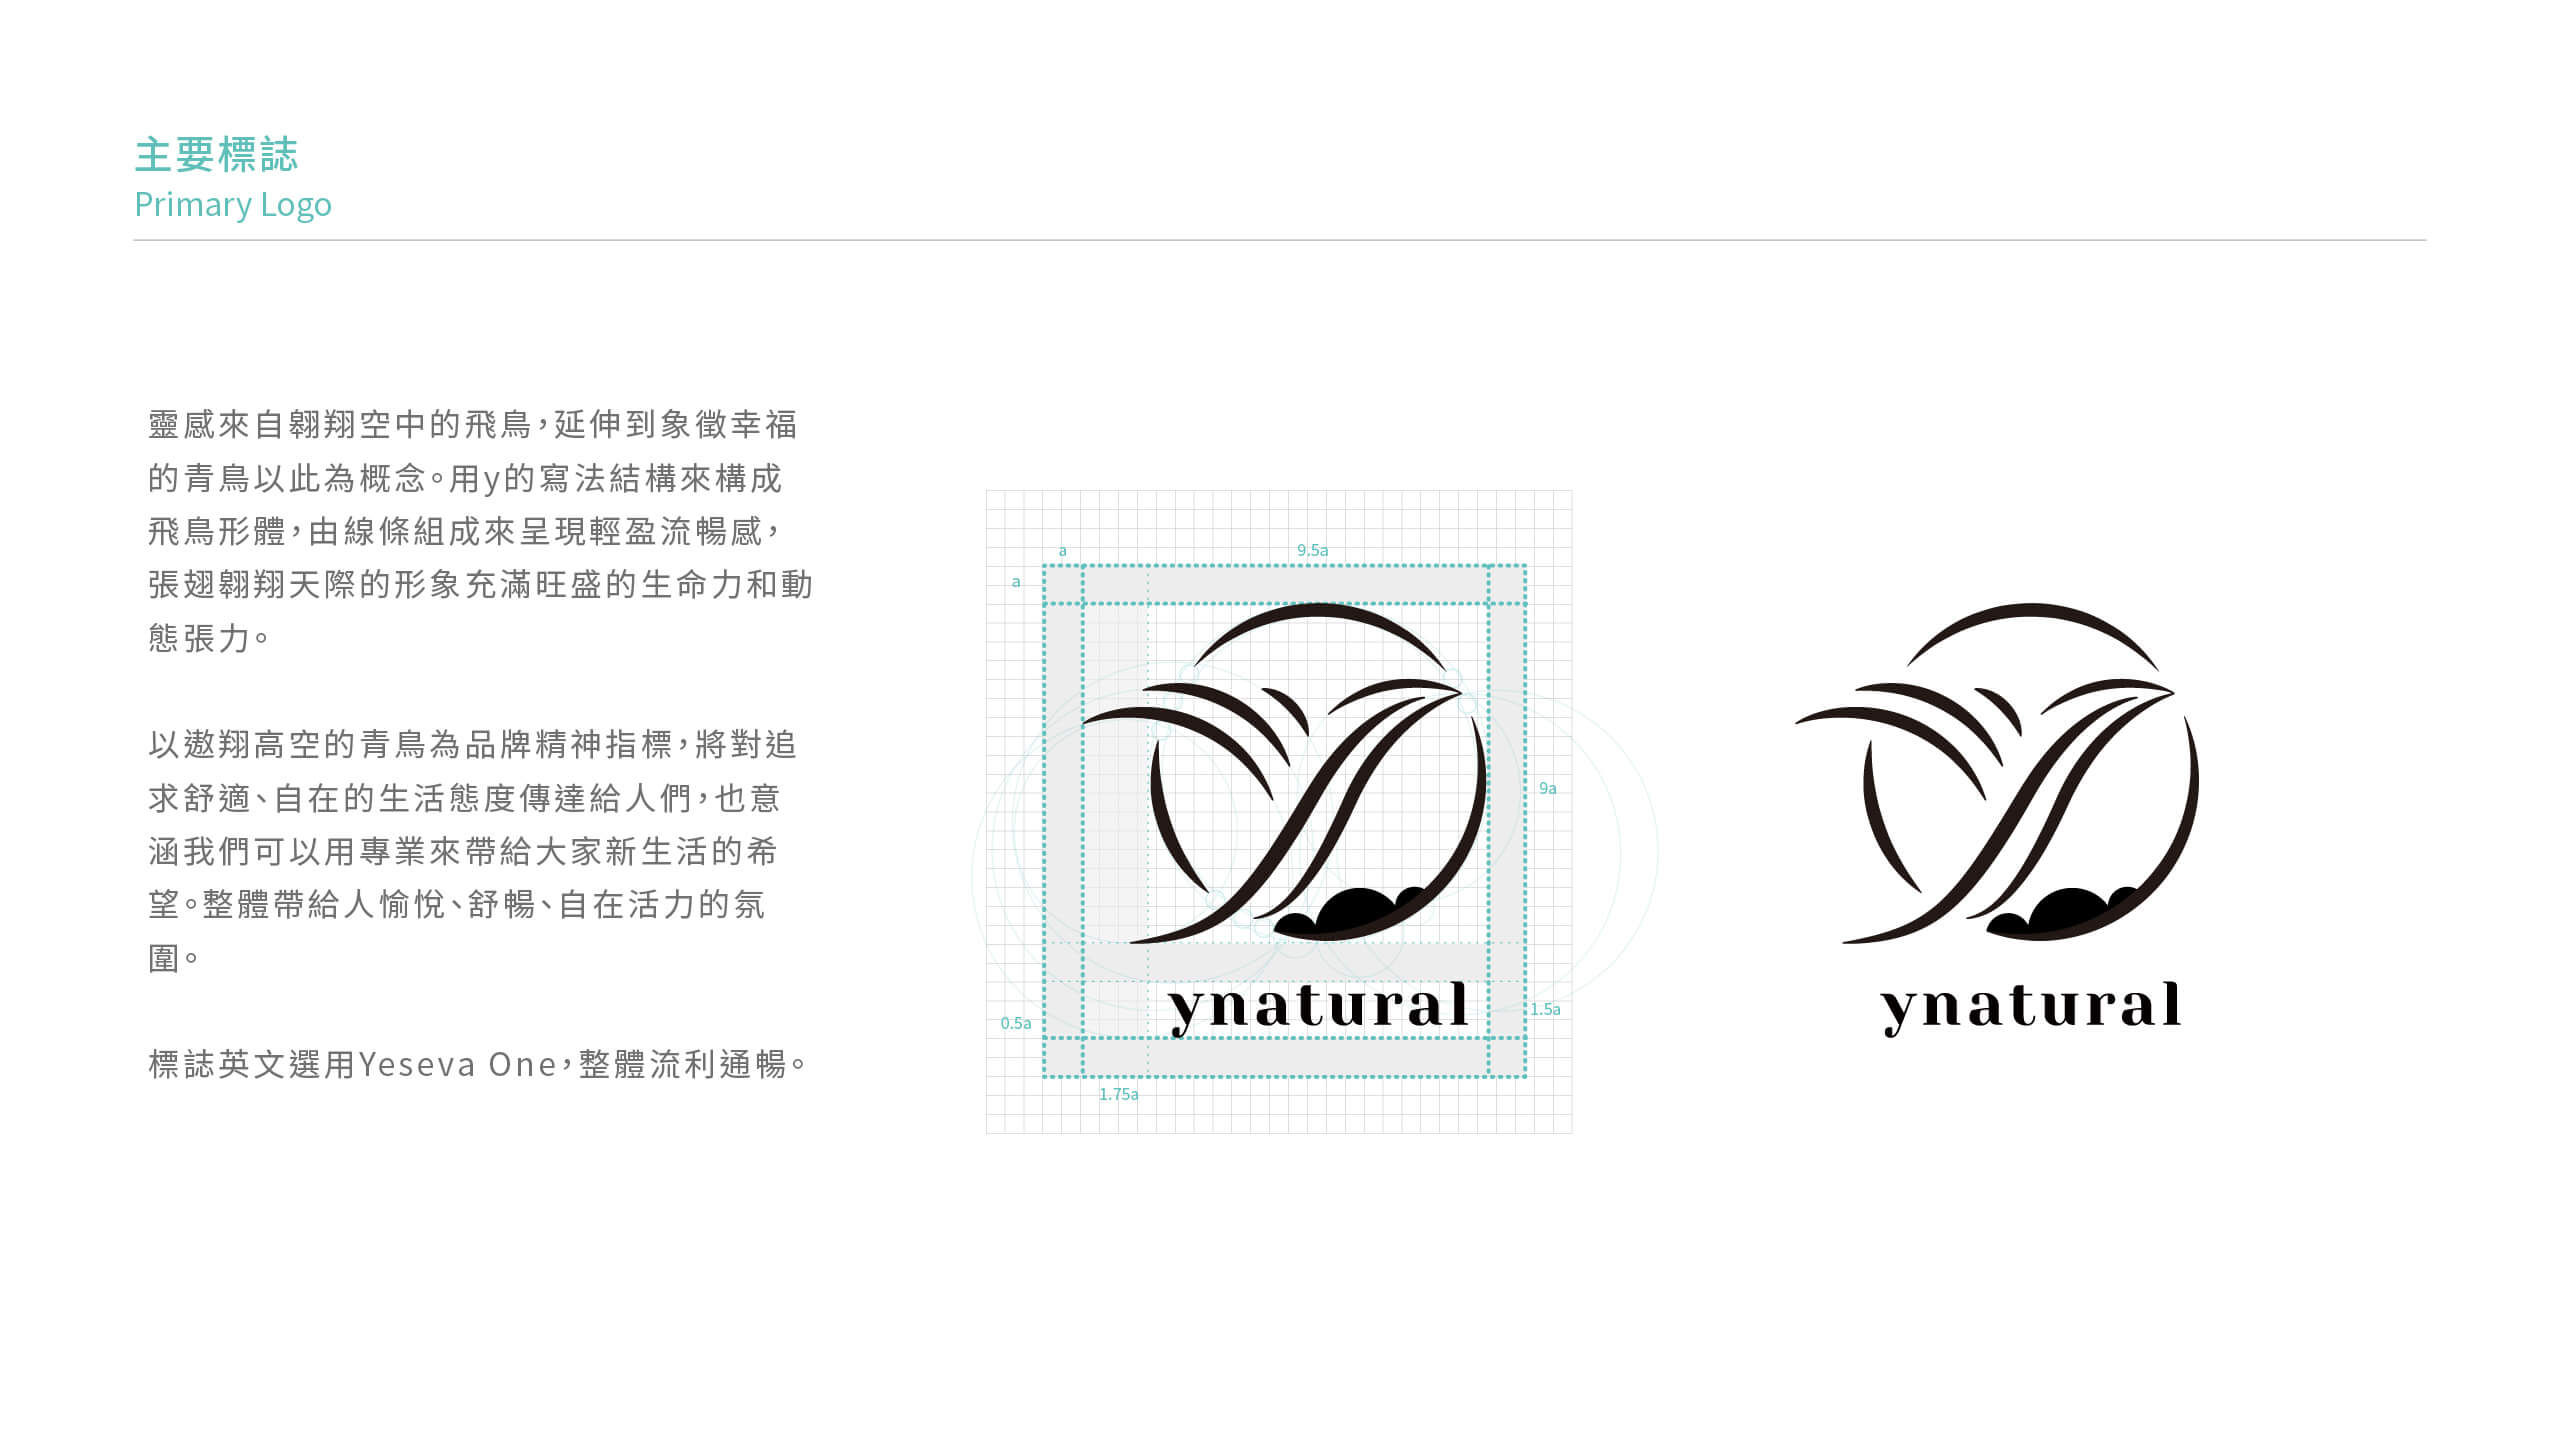 主要標誌
Primary Logo
靈感來自翱翔空中的飛鳥，延伸到象徵幸福
的青鳥以此為概念。用y的寫法結構來構成
飛鳥形體，由線條組成來呈現輕盈流暢感，
張翅翱翔天際的形象充滿旺盛的生命力和動
態張力。
以遨翔高空的青鳥為品牌精神指標，將對追
求舒適、自在的生活態度傳達給人們，也意
涵我們可以用專業來帶給大家新生活的希
望。整體帶給人愉悅、舒暢、自在活力的氛
圍。
標誌英文選用Yeseva One，整體流利通暢。
a
9.5a
a
9a
ynatural
1.5a
0.5a
1.75a
ynatural